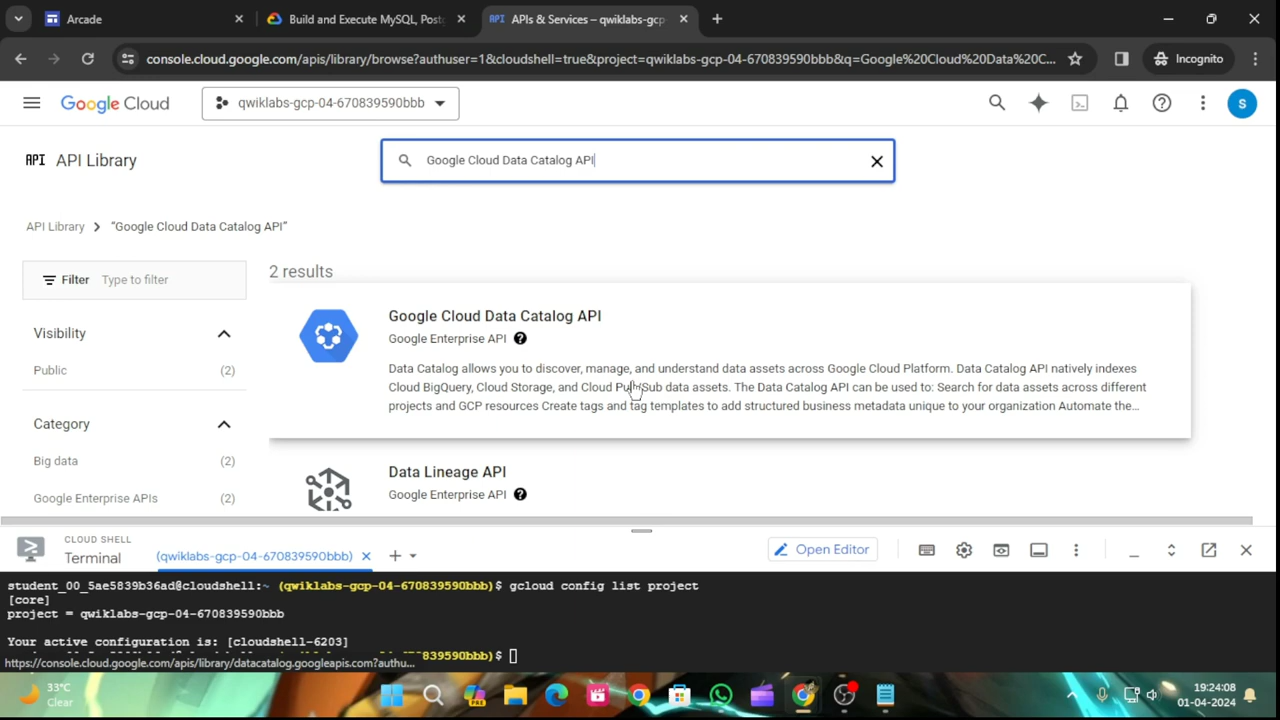 Arcade
Build and Execute MySQL, Post
API APIs & Services – qwiklabs-gcp
console.cloud.google.com/apis/library/browse?authuser=1&cloudshell=true&project=qwiklabs-gcp-04-670839590bbb&q=Google%20Cloud%20Data%20C...
Incognito
Google Cloud
qwiklabs-gcp-04-670839590bbb
S
API API Library
Google Cloud Data Catalog API
API Library > "Google Cloud Data Catalog API"
Filter Type to filter
2 results
Google Cloud Data Catalog API
Google Enterprise API
Data Catalog allows you to discover, manage, and understand data assets across Google Cloud Platform. Data Catalog API natively indexes
Cloud BigQuery, Cloud Storage, and Cloud Pub/Sub data assets. The Data Catalog API can be used to: Search for data assets across different
projects and GCP resources Create tags and tag templates to add structured business metadata unique to your organization Automate the...
Visibility
Public (2)
Category
Big data (2)
Google Enterprise APIs (2)
Data Lineage API
Google Enterprise API
CLOUD SHELL
Terminal
(qwiklabs-gcp-04-670839590bbb)
Open Editor
student_00_5ae5839b36ad@cloudshell:~ (qwiklabs-gcp-04-670839590bbb)$ gcloud config list project
[core]
project = qwiklabs-gcp-04-670839590bbb
Your active configuration is: [cloudshell-6203]
839590bbb)$
https://console.cloud.google.com/apis/library/datacatalog.googleapis.com?authu...
33°C
Clear
PRE
19:24:08
01-04-2024